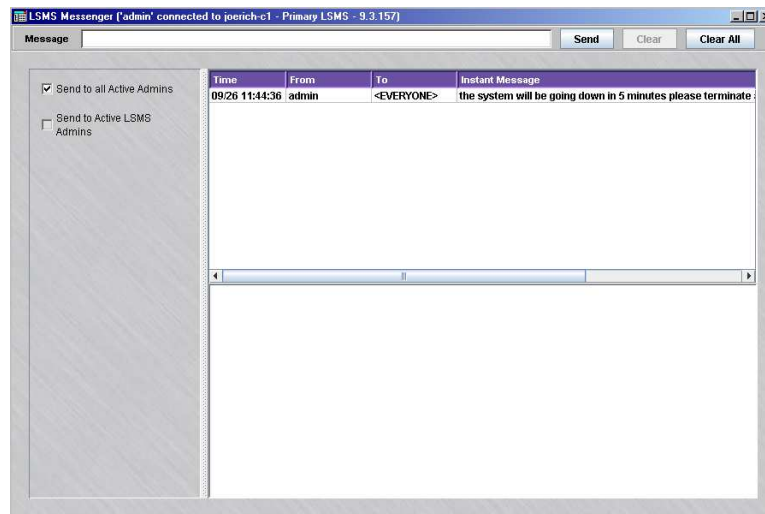 LSMS Messenger ('admin' connected to joerich-c1 - Primary LSMS - 9.3.157)
Message Send Clear Clear All
Send to all Active Admins
Send to Active LSMS
Admins
Time From To Instant Message
09/26 11:44:36 admin <EVERYONE> the system will be going down in 5 minutes please terminate